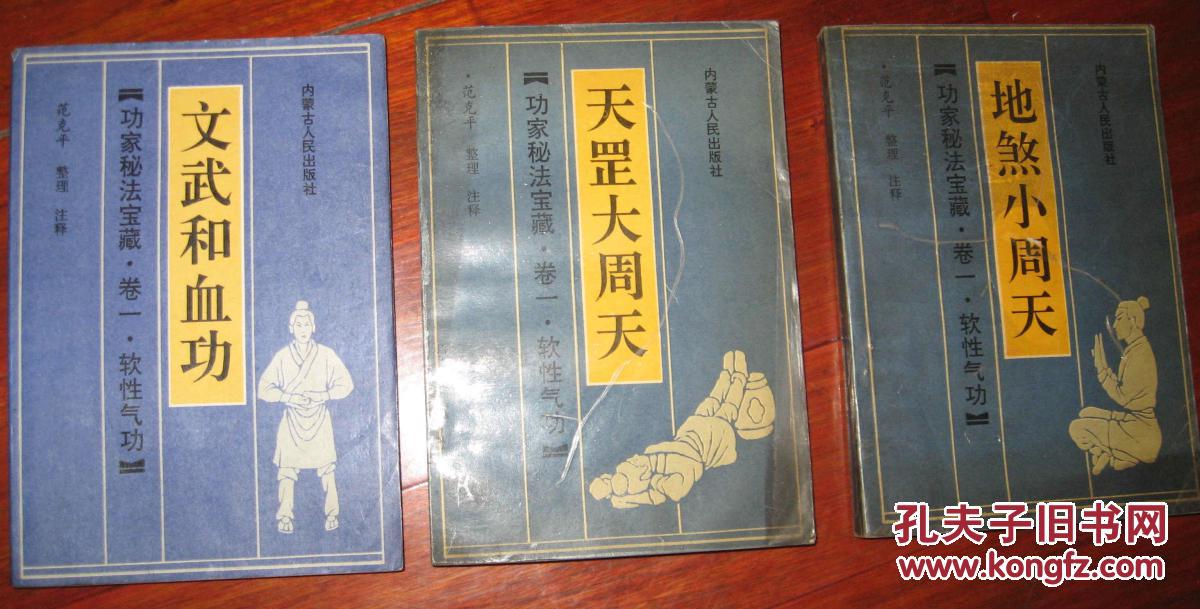 内蒙古人民出版社
文武和血功
【功家秘法宝藏·卷一·软性气功】
范克平 整理 注释
内蒙古人民出版社
天罡大周天
【功家秘法宝藏·卷一·软性气功】
·范克平 整理 注释
内蒙古人民出版社
地煞小周天
【功家秘法宝藏·卷一·软性气功】
·范克平 整理 注释
孔夫子旧书网
KONGFZ.COM